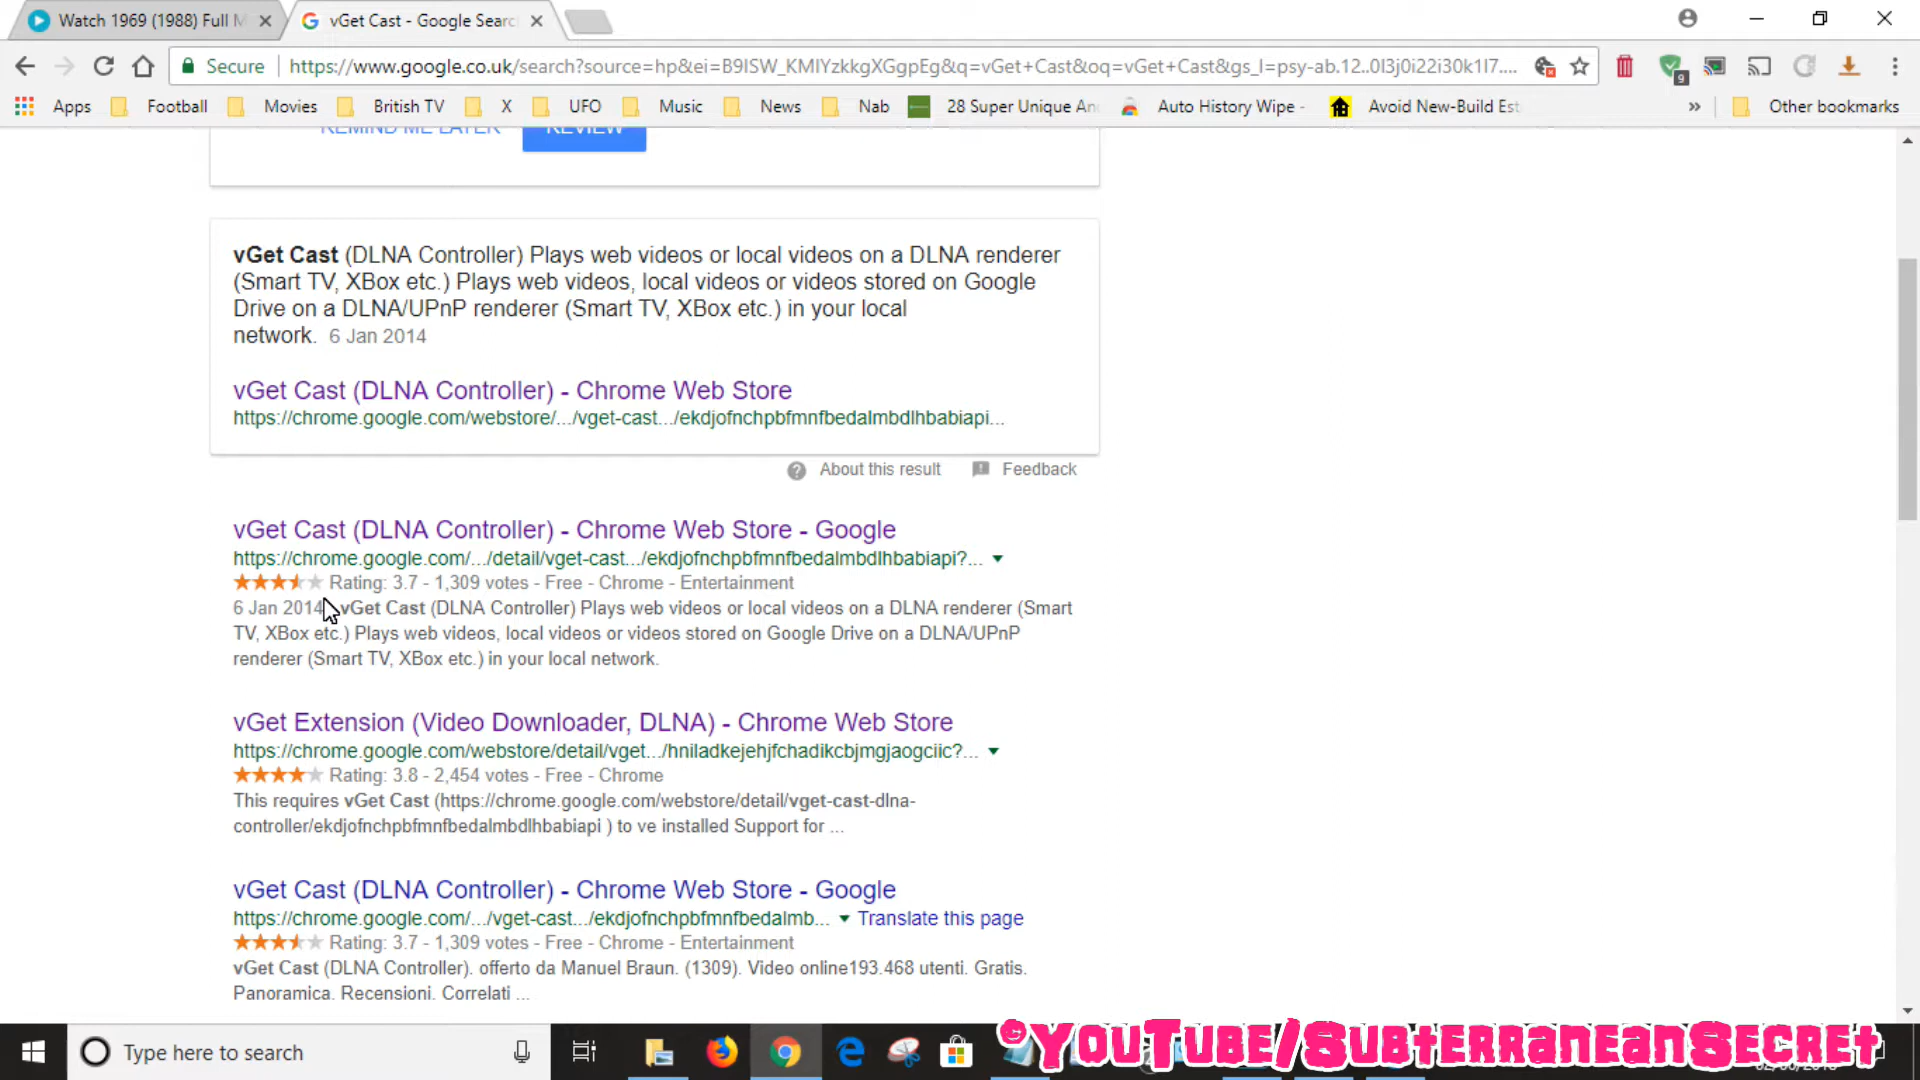 Watch 1969 (1988) Full M
vGet Cast - Google Searc
Secure
https://www.google.co.uk/search?source=hp&ei=B9ISW_KMIYzkkgXGgpEg&q=vGet+Cast&oq=vGet+Cast&gs_l=psy-ab.12..0l3j0i22i30k1l7....
9
Apps
Football
Movies
British TV
X
UFO
Music
News
Nab
28 Super Unique An
Auto History Wipe -
Avoid New-Build Est
»
Other bookmarks
REMIND ME LATER
REVIEW
vGet Cast (DLNA Controller) Plays web videos or local videos on a DLNA renderer
(Smart TV, XBox etc.) Plays web videos, local videos or videos stored on Google
Drive on a DLNA/UPnP renderer (Smart TV, XBox etc.) in your local
network. 6 Jan 2014
vGet Cast (DLNA Controller) - Chrome Web Store
https://chrome.google.com/webstore/.../vget-cast.../ekdjofnchpbfmnfbedalmbdlhbabiapi...
About this result
Feedback
vGet Cast (DLNA Controller) - Chrome Web Store - Google
https://chrome.google.com/.../detail/vget-cast.../ekdjofnchpbfmnfbedalmbdlhbabiapi?...
Rating: 3.7 - 1,309 votes - Free - Chrome - Entertainment
6 Jan 2014 vGet Cast (DLNA Controller) Plays web videos or local videos on a DLNA renderer (Smart
TV, XBox etc.) Plays web videos, local videos or videos stored on Google Drive on a DLNA/UPnP
renderer (Smart TV, XBox etc.) in your local network.
vGet Extension (Video Downloader, DLNA) - Chrome Web Store
https://chrome.google.com/webstore/detail/vget.../hniladkejehjfchadikcbjmgjaogciic?...
Rating: 3.8 - 2,454 votes - Free - Chrome
This requires vGet Cast (https://chrome.google.com/webstore/detail/vget-cast-dlna-
controller/ekdjofnchpbfmnfbedalmbdlhbabiapi ) to ve installed Support for ...
vGet Cast (DLNA Controller) - Chrome Web Store - Google
https://chrome.google.com/.../vget-cast.../ekdjofnchpbfmnfbedalmb... Translate this page
Rating: 3.7 - 1,309 votes - Free - Chrome - Entertainment
vGet Cast (DLNA Controller). offerto da Manuel Braun. (1309). Video online193.468 utenti. Gratis.
Panoramica. Recensioni. Correlati ...
Type here to search
©YouTube/SubterraneanSecret